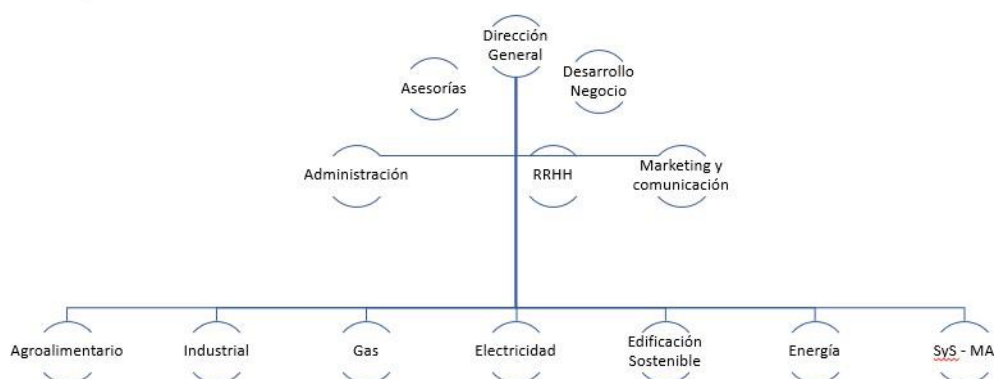 Dirección
General
Asesorías
Desarrollo
Negocio
Administración
RRHH
Marketing y
comunicación
Agroalimentario
Industrial
Gas
Electricidad
Edificación
Sostenible
Energía
SyS - MA